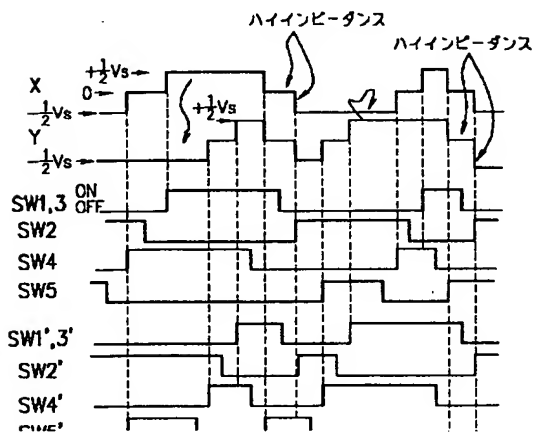 ハイインピーダンス
ハイインピーダンス
+½Vs
X
0
-½Vs
+½Vs
Y
-½Vs
SW1,3 ON
OFF
SW2
SW4
SW5
SW1',3'
SW2'
SW4'
SW5'